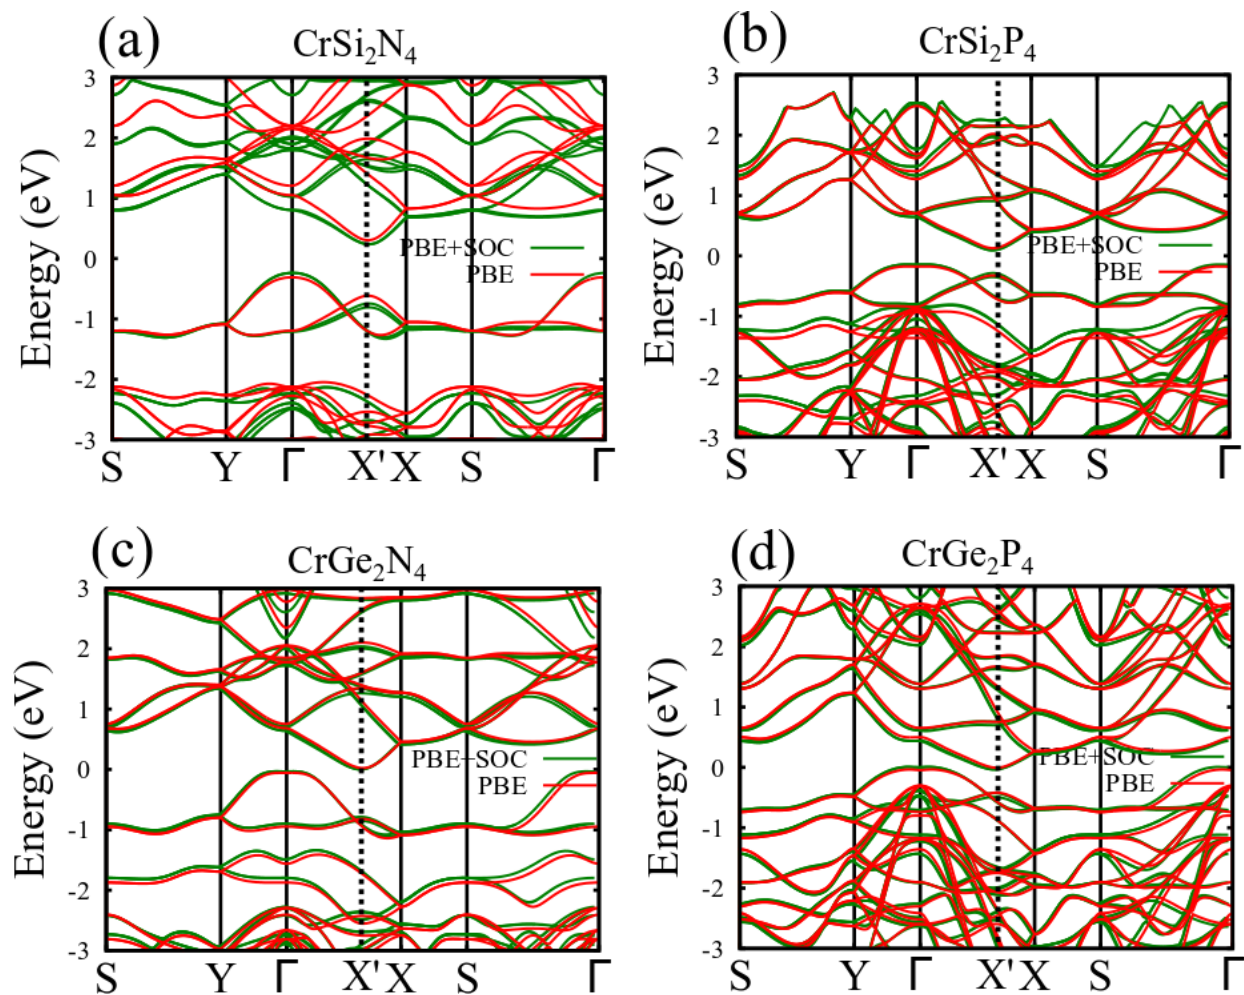 (a)
CrSi₂N₄
Energy (eV)
3
2
1
0
-1
-2
-3
PBE+SOC
PBE
S Y Γ X' X S Γ
(b)
CrSi₂P₄
Energy (eV)
3
2
1
0
-1
-2
-3
PBE+SOC
PBE
S Y Γ X' X S Γ
(c)
CrGe₂N₄
Energy (eV)
3
2
1
0
-1
-2
-3
PBE+SOC
PBE
S Y Γ X' X S Γ
(d)
CrGe₂P₄
Energy (eV)
3
2
1
0
-1
-2
-3
PBE+SOC
PBE
S Y Γ X' X S Γ